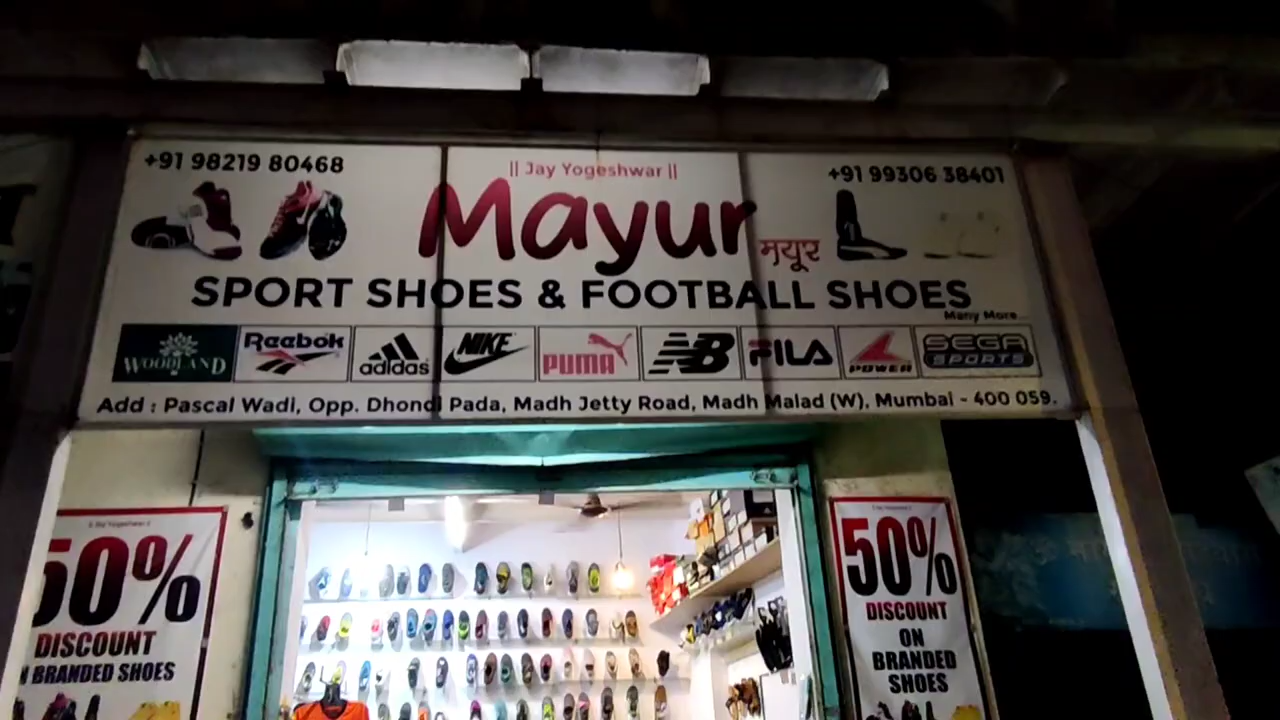 +91 98219 80468
|| Jay Yogeshwar ||
+91 99306 38401
Mayur
मयूर
SPORT SHOES & FOOTBALL SHOES
Many More...
WOODLAND
Reebok
adidas
NIKE
PUMA
NB
FILA
POWER
SEGA
SPORTS
Add : Pascal Wadi, Opp. Dhondi Pada, Madh Jetty Road, Madh Malad (W), Mumbai - 400 059.
|| Jay Yogeshwar ||
50%
DISCOUNT
BRANDED SHOES
50%
DISCOUNT
ON
BRANDED
SHOES